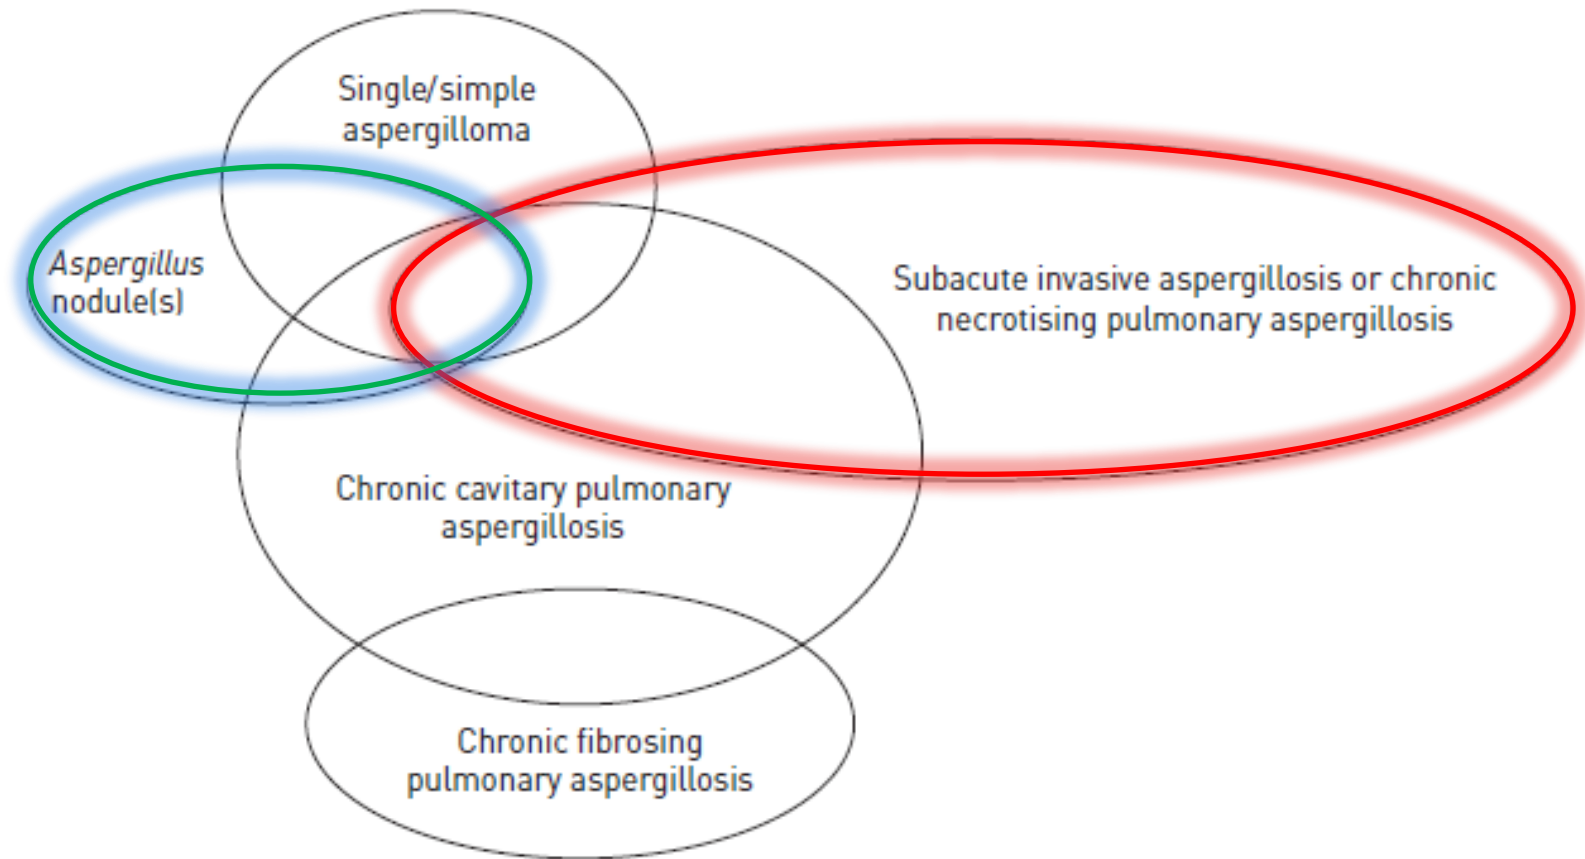 Single/simple
aspergilloma
Aspergillus
nodule(s)
Subacute invasive aspergillosis or chronic
necrotising pulmonary aspergillosis
Chronic cavitary pulmonary
aspergillosis
Chronic fibrosing
pulmonary aspergillosis